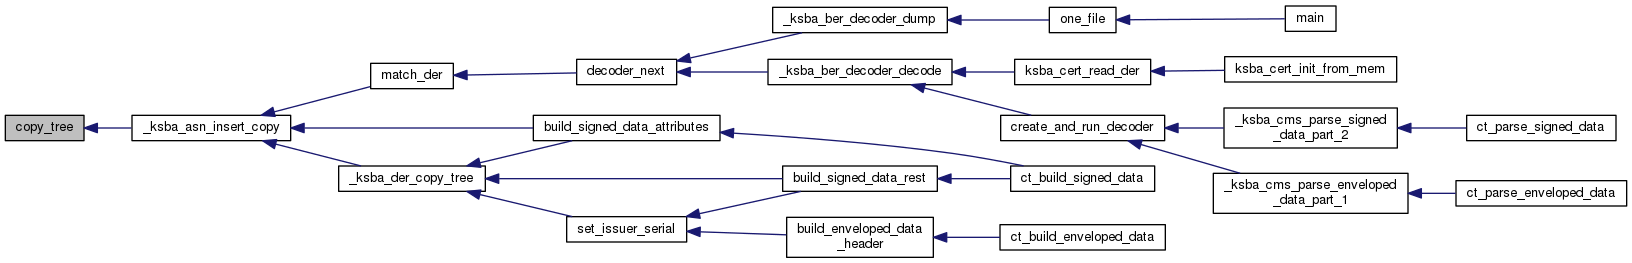 copy_tree
_ksba_asn_insert_copy
match_der
decoder_next
_ksba_ber_decoder_dump
one_file
main
_ksba_ber_decoder_decode
ksba_cert_read_der
ksba_cert_init_from_mem
create_and_run_decoder
_ksba_cms_parse_signed
_data_part_2
ct_parse_signed_data
_ksba_cms_parse_enveloped
_data_part_1
ct_parse_enveloped_data
build_signed_data_attributes
ct_build_signed_data
_ksba_der_copy_tree
build_signed_data_rest
set_issuer_serial
build_enveloped_data
_header
ct_build_enveloped_data